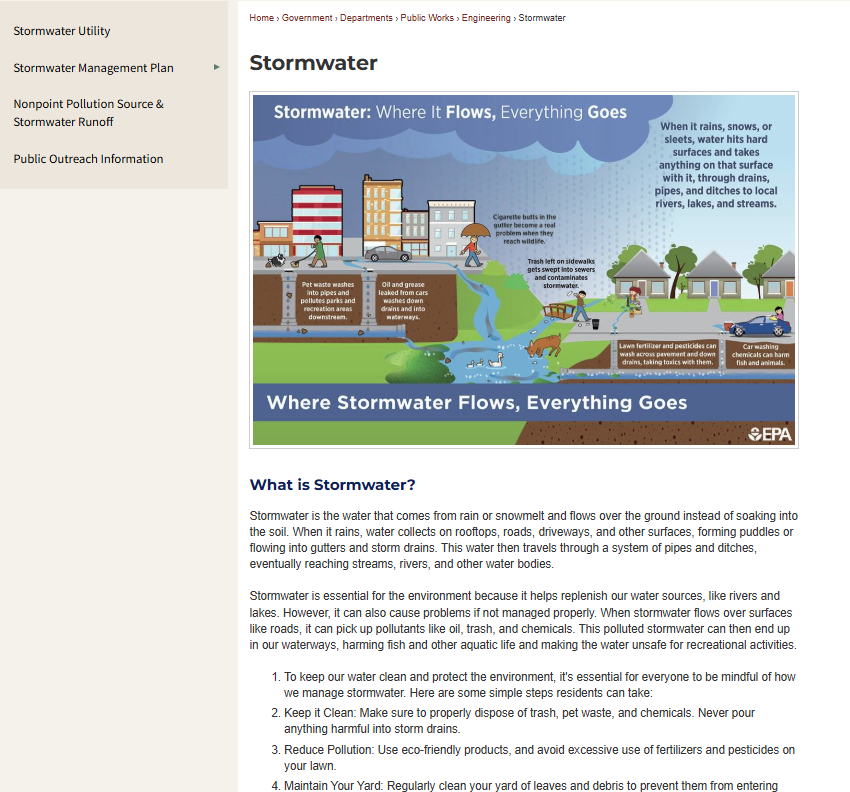 Stormwater Utility
Stormwater Management Plan
Nonpoint Pollution Source &
Stormwater Runoff
Public Outreach Information
Home › Government › Departments › Public Works › Engineering › Stormwater
Stormwater
Stormwater: Where It Flows, Everything Goes
When it rains, snows, or
sleets, water hits hard
surfaces and takes
anything on that surface
with it, through drains,
pipes, and ditches to local
rivers, lakes, and streams.
Cigarette butts in the
gutter become a real
problem when they
reach wildlife.
Trash left on sidewalks
gets swept into sewers
and contaminates
stormwater.
Pet waste washes
into pipes and
pollutes parks and
recreation areas
downstream.
Oil and grease
leaked from cars
washes down
drains and into
waterways.
Lawn fertilizer and pesticides can
wash across pavement and down
drains, taking toxics with them.
Car washing
chemicals can harm
fish and animals.
Where Stormwater Flows, Everything Goes
EPA
What is Stormwater?
Stormwater is the water that comes from rain or snowmelt and flows over the ground instead of soaking into
the soil. When it rains, water collects on rooftops, roads, driveways, and other surfaces, forming puddles or
flowing into gutters and storm drains. This water then travels through a system of pipes and ditches,
eventually reaching streams, rivers, and other water bodies.
Stormwater is essential for the environment because it helps replenish our water sources, like rivers and
lakes. However, it can also cause problems if not managed properly. When stormwater flows over surfaces
like roads, it can pick up pollutants like oil, trash, and chemicals. This polluted stormwater can then end up
in our waterways, harming fish and other aquatic life and making the water unsafe for recreational activities.
1. To keep our water clean and protect the environment, it's essential for everyone to be mindful of how
we manage stormwater. Here are some simple steps residents can take:
2. Keep it Clean: Make sure to properly dispose of trash, pet waste, and chemicals. Never pour
anything harmful into storm drains.
3. Reduce Pollution: Use eco-friendly products, and avoid excessive use of fertilizers and pesticides on
your lawn.
4. Maintain Your Yard: Regularly clean your yard of leaves and debris to prevent them from entering